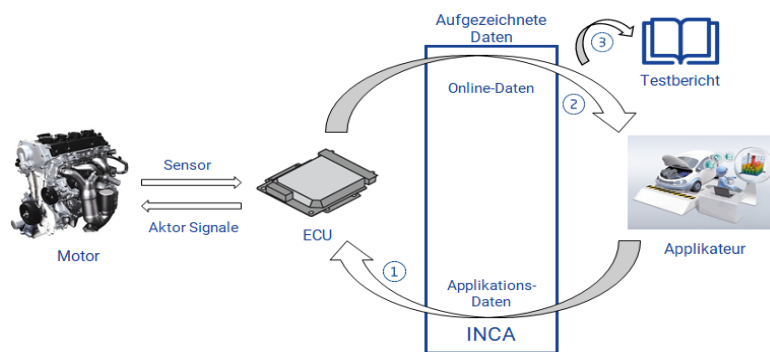 Aufgezeichnete
Daten
3
Testbericht
Online-Daten
2
Sensor
Aktor Signale
Motor
ECU
Applikateur
1
Applikations-
Daten
INCA